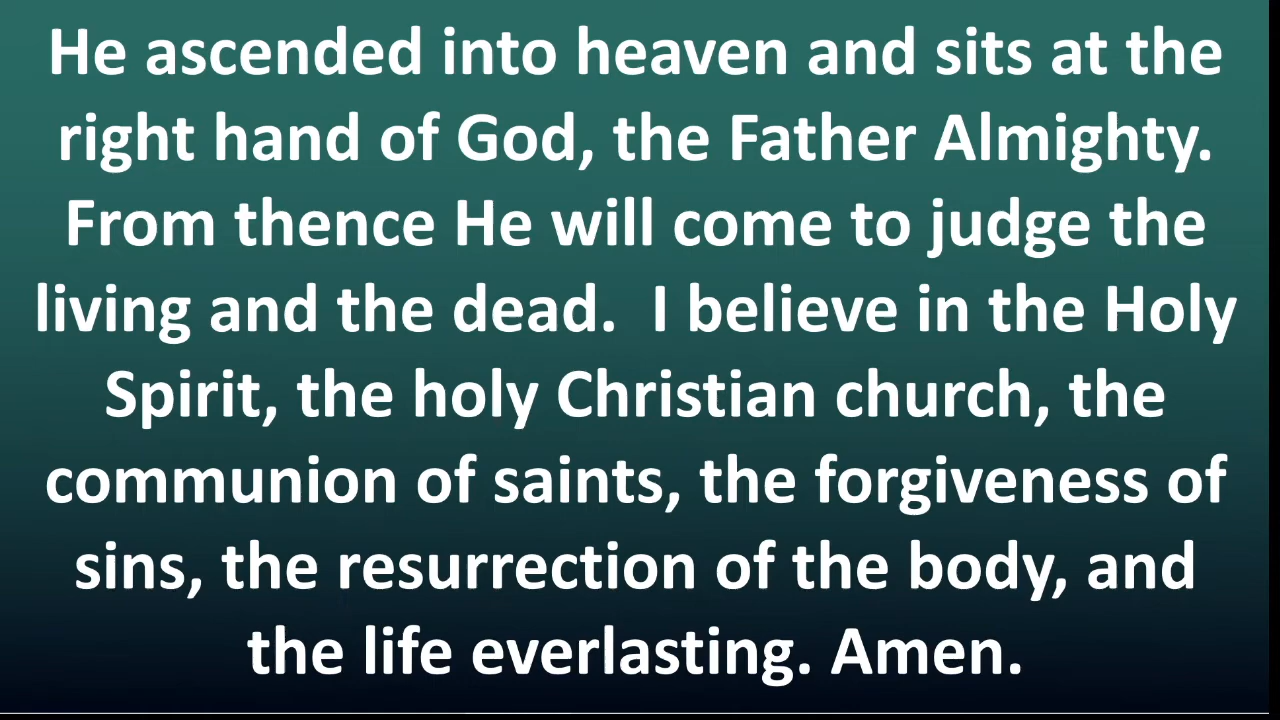 He ascended into heaven and sits at the
right hand of God, the Father Almighty.
From thence He will come to judge the
living and the dead.  I believe in the Holy
Spirit, the holy Christian church, the
communion of saints, the forgiveness of
sins, the resurrection of the body, and
the life everlasting. Amen.